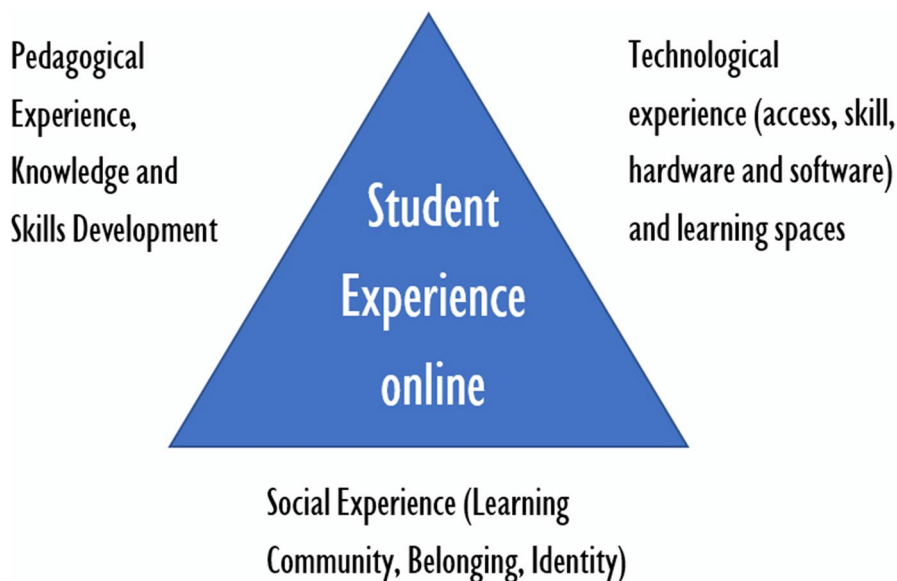 Pedagogical
Experience,
Knowledge and
Skills Development
Technological
experience (access, skill,
hardware and software)
and learning spaces
Student
Experience
online
Social Experience (Learning
Community, Belonging, Identity)